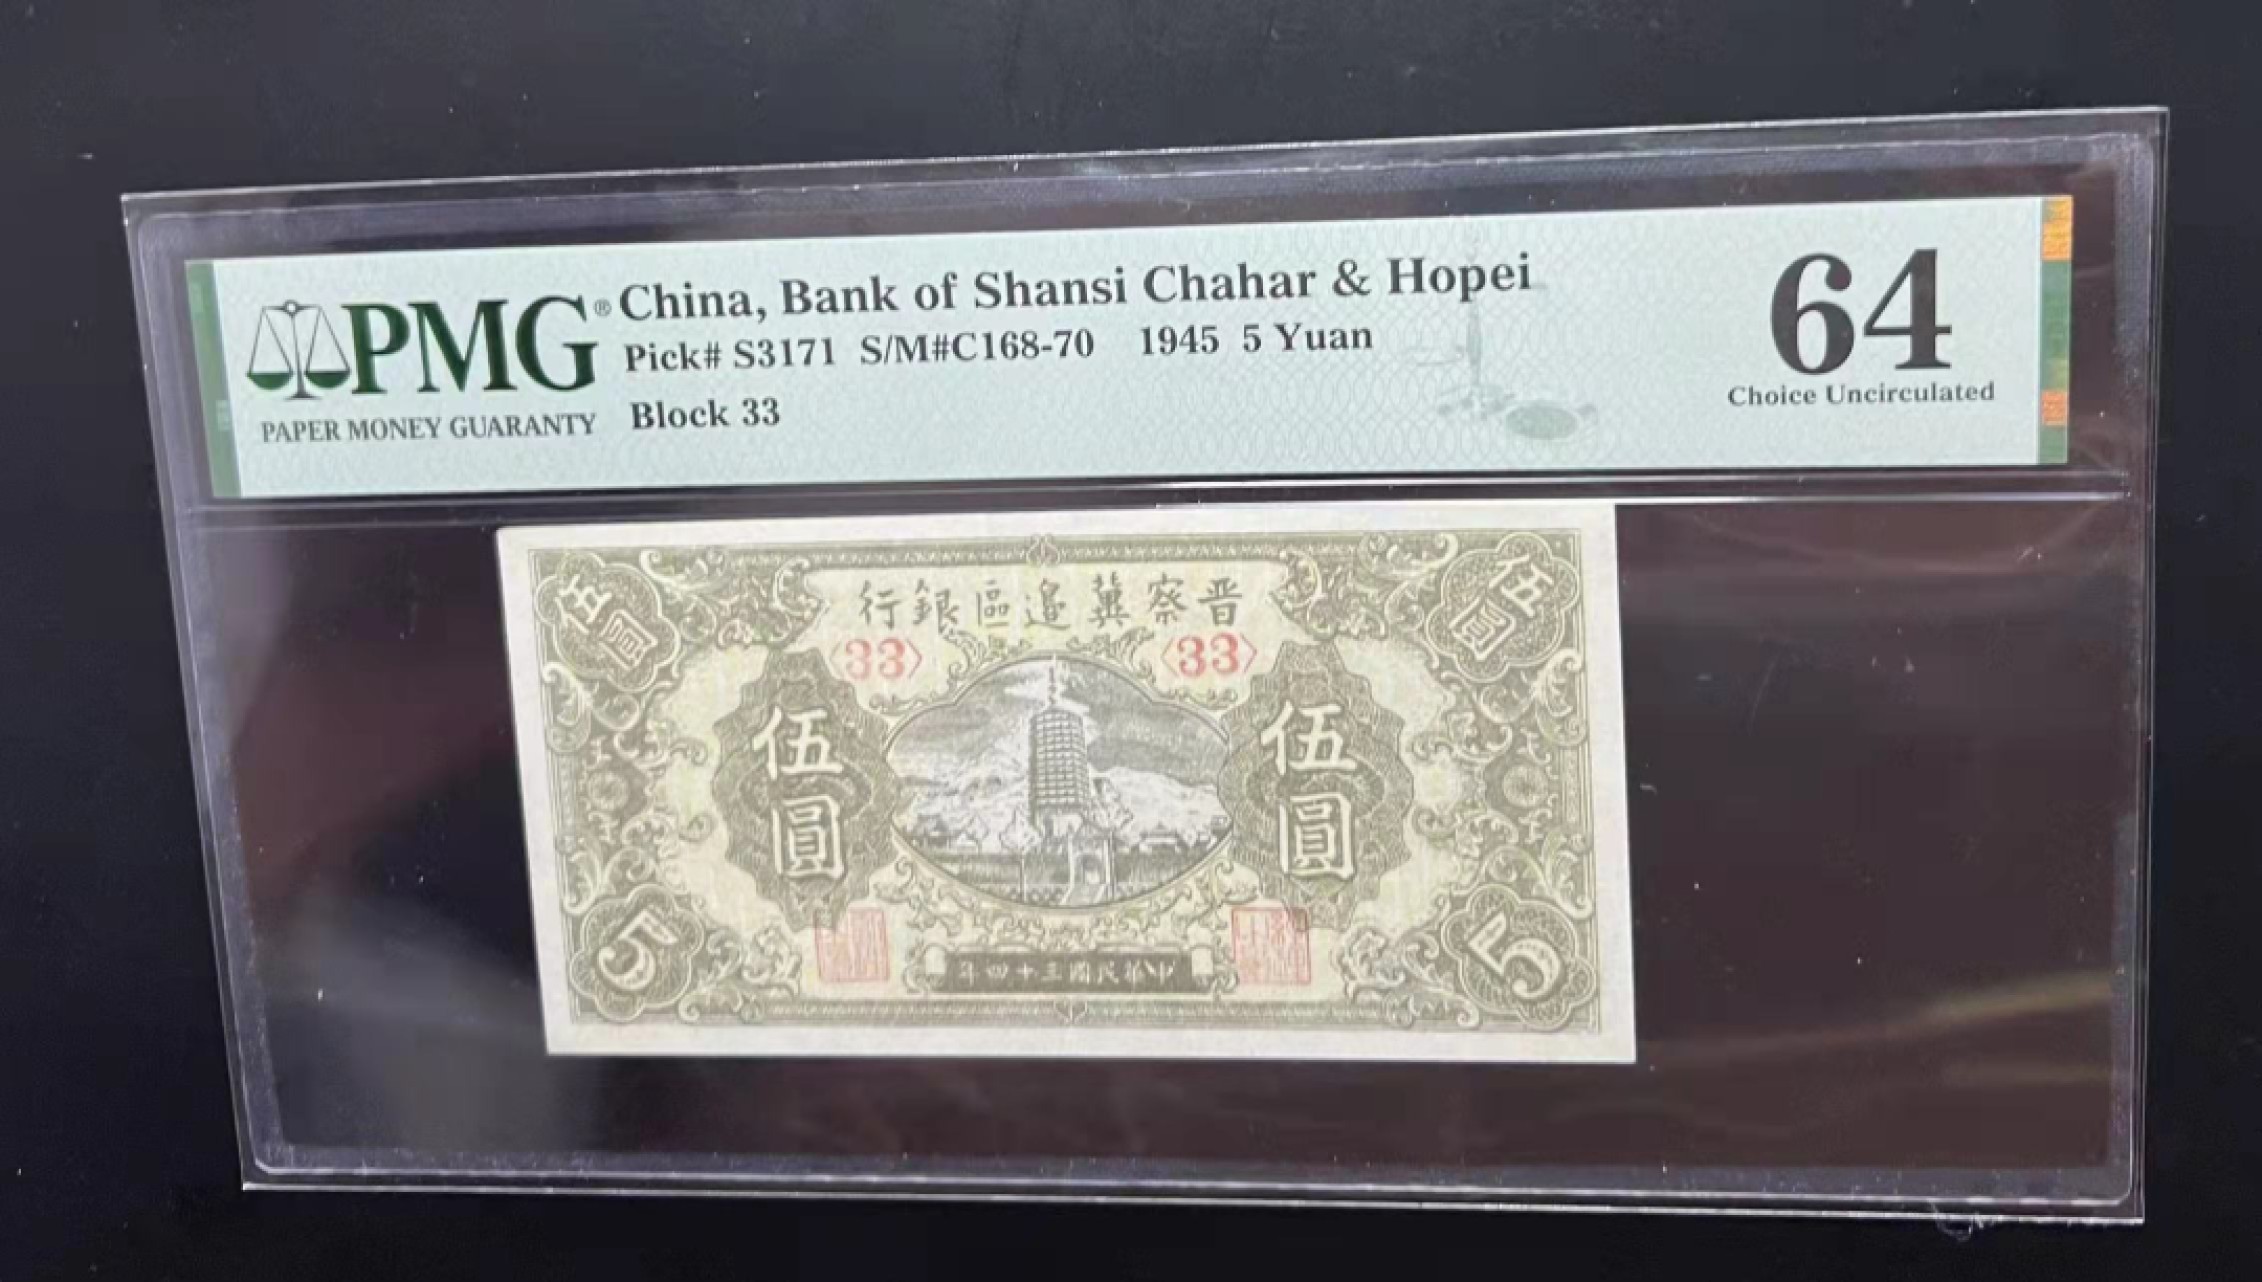 PMG®
PAPER MONEY GUARANTY
China, Bank of Shansi Chahar & Hopei
Pick# S3171 S/M#C168-70 1945 5 Yuan
Block 33
64
Choice Uncirculated
行銀區邊冀察晉
伍圓
伍圓
〈33〉
〈33〉
伍圓
伍圓
5
5
年四十三國民華中